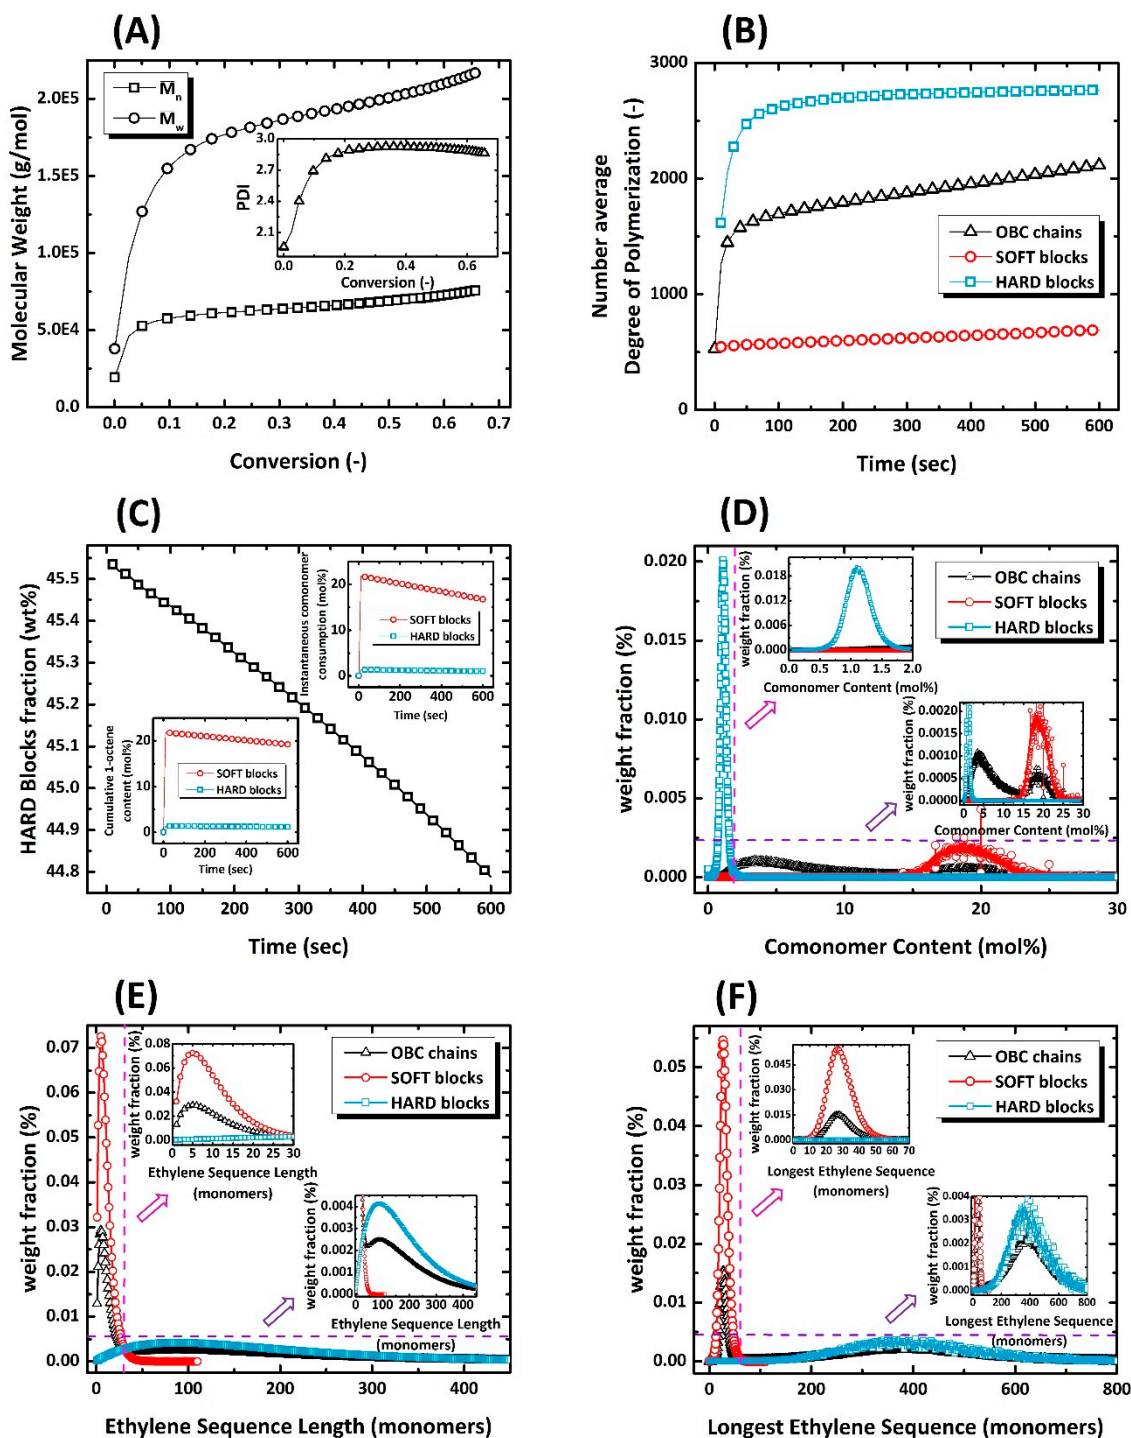 (A)
Molecular Weight (g/mol)
2.0E5
1.5E5
1.0E5
5.0E4
0.0
M̅n
Mw
PDI
3.0
2.7
2.4
2.1
0.0 0.2 0.4 0.6
Conversion (-)
0.0 0.1 0.2 0.3 0.4 0.5 0.6 0.7
Conversion (-)
(B)
Number average
Degree of Polymerization (-)
3000
2000
1000
0
OBC chains
SOFT blocks
HARD blocks
0 100 200 300 400 500 600
Time (sec)
(C)
HARD Blocks fraction (wt%)
45.5
45.4
45.3
45.2
45.1
45.0
44.9
44.8
Instantaneous comonomer
consumption (mol%)
20
10
0
SOFT blocks
HARD blocks
0 200 400 600
Time (sec)
Cumulative 1-octene
content (mol%)
20
10
0
SOFT blocks
HARD blocks
0 200 400 600
Time (sec)
0 100 200 300 400 500 600
Time (sec)
(D)
weight fraction (%)
0.020
0.015
0.010
0.005
0.000
weight fraction (%)
0.018
0.012
0.006
0.000
0.0 0.5 1.0 1.5 2.0
Comonomer Content (mol%)
OBC chains
SOFT blocks
HARD blocks
weight fraction (%)
0.0020
0.0015
0.0010
0.0005
0.0000
0 5 10 15 20 25 30
Comonomer Content (mol%)
0 10 20 30
Comonomer Content (mol%)
(E)
weight fraction (%)
0.07
0.06
0.05
0.04
0.03
0.02
0.01
0.00
weight fraction (%)
0.08
0.06
0.04
0.02
0.00
0 5 10 15 20 25 30
Ethylene Sequence Length
(monomers)
OBC chains
SOFT blocks
HARD blocks
weight fraction (%)
0.004
0.003
0.002
0.001
0.000
0 100 200 300 400
Ethylene Sequence Length
(monomers)
0 100 200 300 400
Ethylene Sequence Length (monomers)
(F)
weight fraction (%)
0.05
0.04
0.03
0.02
0.01
0.00
weight fraction (%)
0.045
0.030
0.015
0.000
0 10 20 30 40 50 60 70
Longest Ethylene Sequence
(monomers)
OBC chains
SOFT blocks
HARD blocks
weight fraction (%)
0.004
0.003
0.002
0.001
0.000
0 200 400 600 800
Longest Ethylene Sequence
(monomers)
0 200 400 600 800
Longest Ethylene Sequence (monomers)